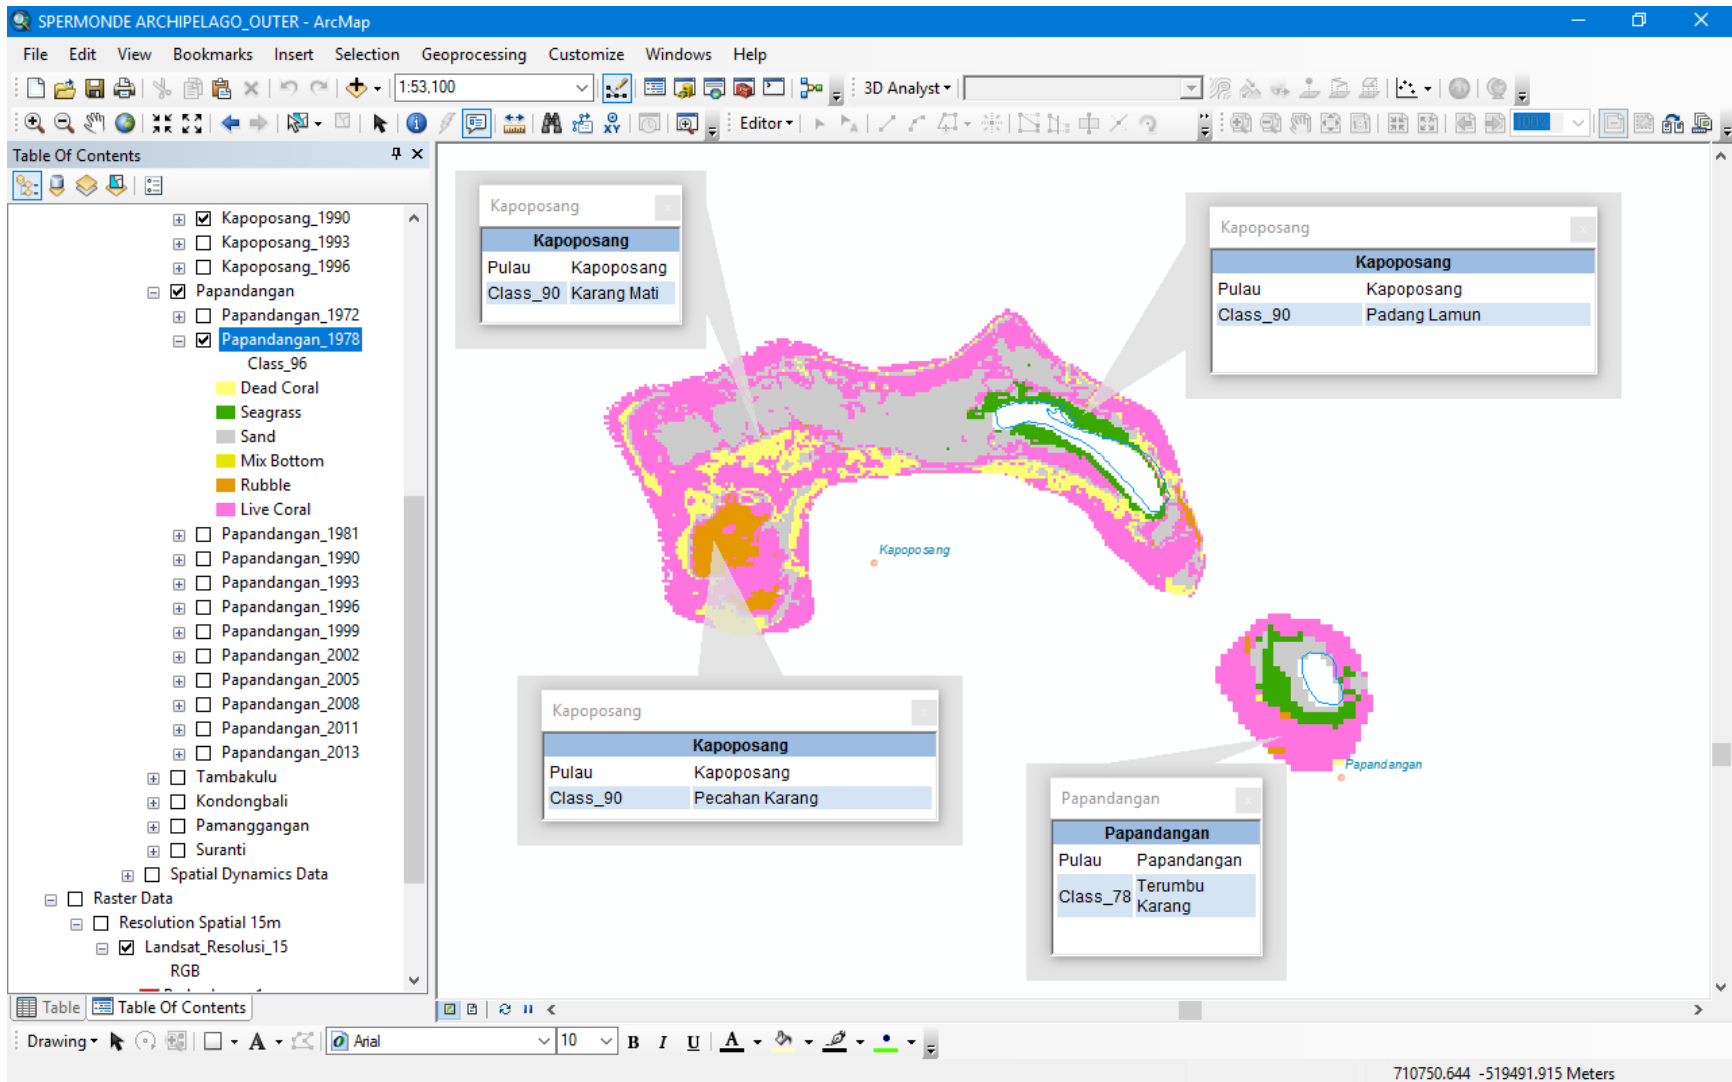 SPERMONDE ARCHIPELAGO_OUTER - ArcMap
File Edit View Bookmarks Insert Selection Geoprocessing Customize Windows Help
1:53,100
3D Analyst
Editor
100%
Table Of Contents
Kapoposang_1990
Kapoposang_1993
Kapoposang_1996
Papandangan
Papandangan_1972
Papandangan_1978
Class_96
Dead Coral
Seagrass
Sand
Mix Bottom
Rubble
Live Coral
Papandangan_1981
Papandangan_1990
Papandangan_1993
Papandangan_1996
Papandangan_1999
Papandangan_2002
Papandangan_2005
Papandangan_2008
Papandangan_2011
Papandangan_2013
Tambakulu
Kondongbali
Pamanggangan
Suranti
Spatial Dynamics Data
Raster Data
Resolution Spatial 15m
Landsat_Resolusi_15
RGB
Table
Table Of Contents
Kapoposang
Kapoposang
Pulau Kapoposang
Class_90 Karang Mati
Kapoposang
Kapoposang
Pulau Kapoposang
Class_90 Padang Lamun
Kapoposang
Kapoposang
Kapoposang
Pulau Kapoposang
Class_90 Pecahan Karang
Papandangan
Papandangan
Papandangan
Pulau Papandangan
Class_78 Terumbu
Karang
Drawing
A
Arial
10
B I U A
710750.644 -519491.915 Meters